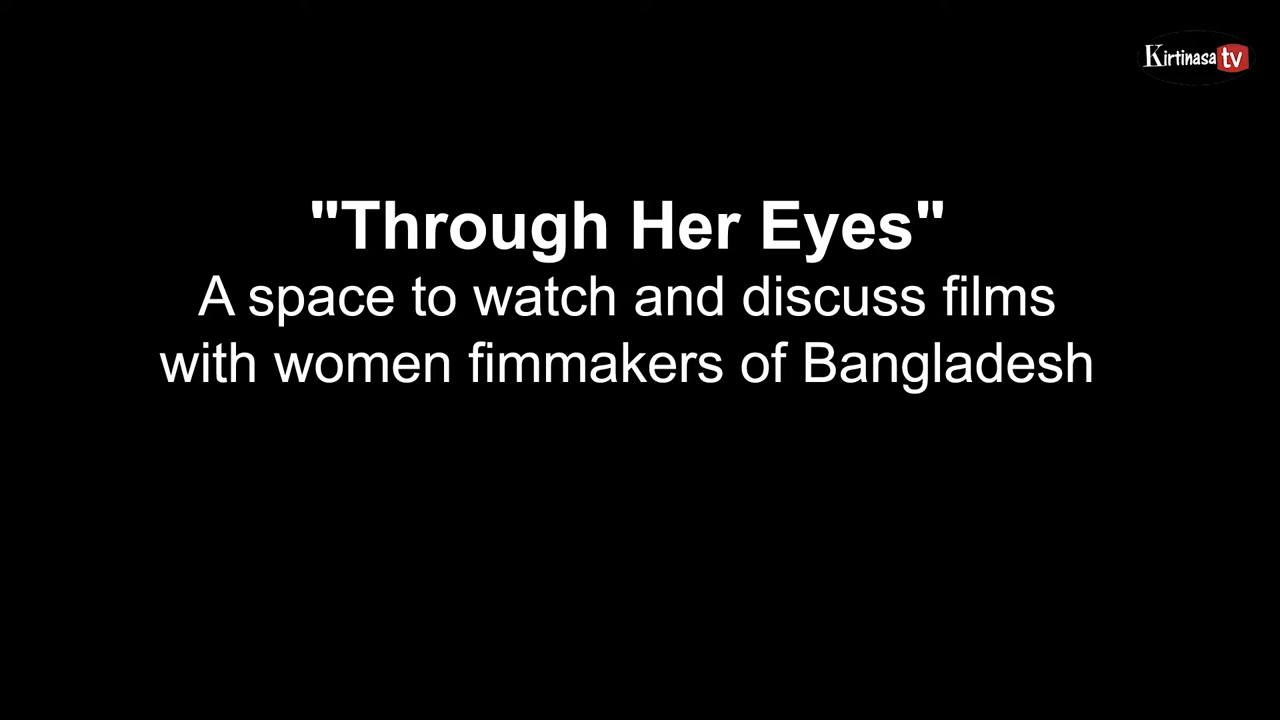 Kirtinasa tv
"Through Her Eyes"
A space to watch and discuss films
with women fimmakers of Bangladesh